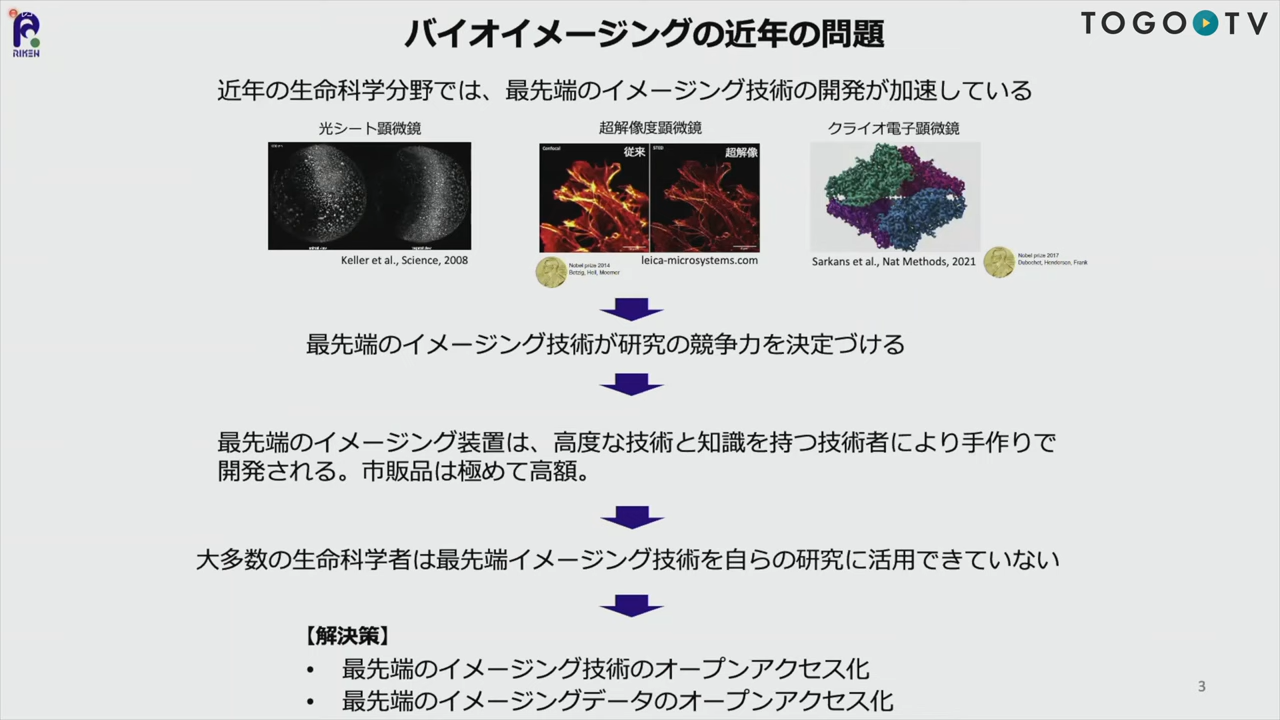 バイオイメージングの近年の問題
TOGO TV
RIKEN
近年の生命科学分野では、最先端のイメージング技術の開発が加速している
光シート顕微鏡
超解像度顕微鏡
クライオ電子顕微鏡
Confocal
従来
STED
超解像
Keller et al., Science, 2008
leica-microsystems.com
Sarkans et al., Nat Methods, 2021
Nobel prize 2014
Betzig, Hell, Moerner
Nobel prize 2017
Dubochet, Henderson, Frank
最先端のイメージング技術が研究の競争力を決定づける
最先端のイメージング装置は、高度な技術と知識を持つ技術者により手作りで
開発される。市販品は極めて高額。
大多数の生命科学者は最先端イメージング技術を自らの研究に活用できていない
【解決策】
• 最先端のイメージング技術のオープンアクセス化
• 最先端のイメージングデータのオープンアクセス化
3